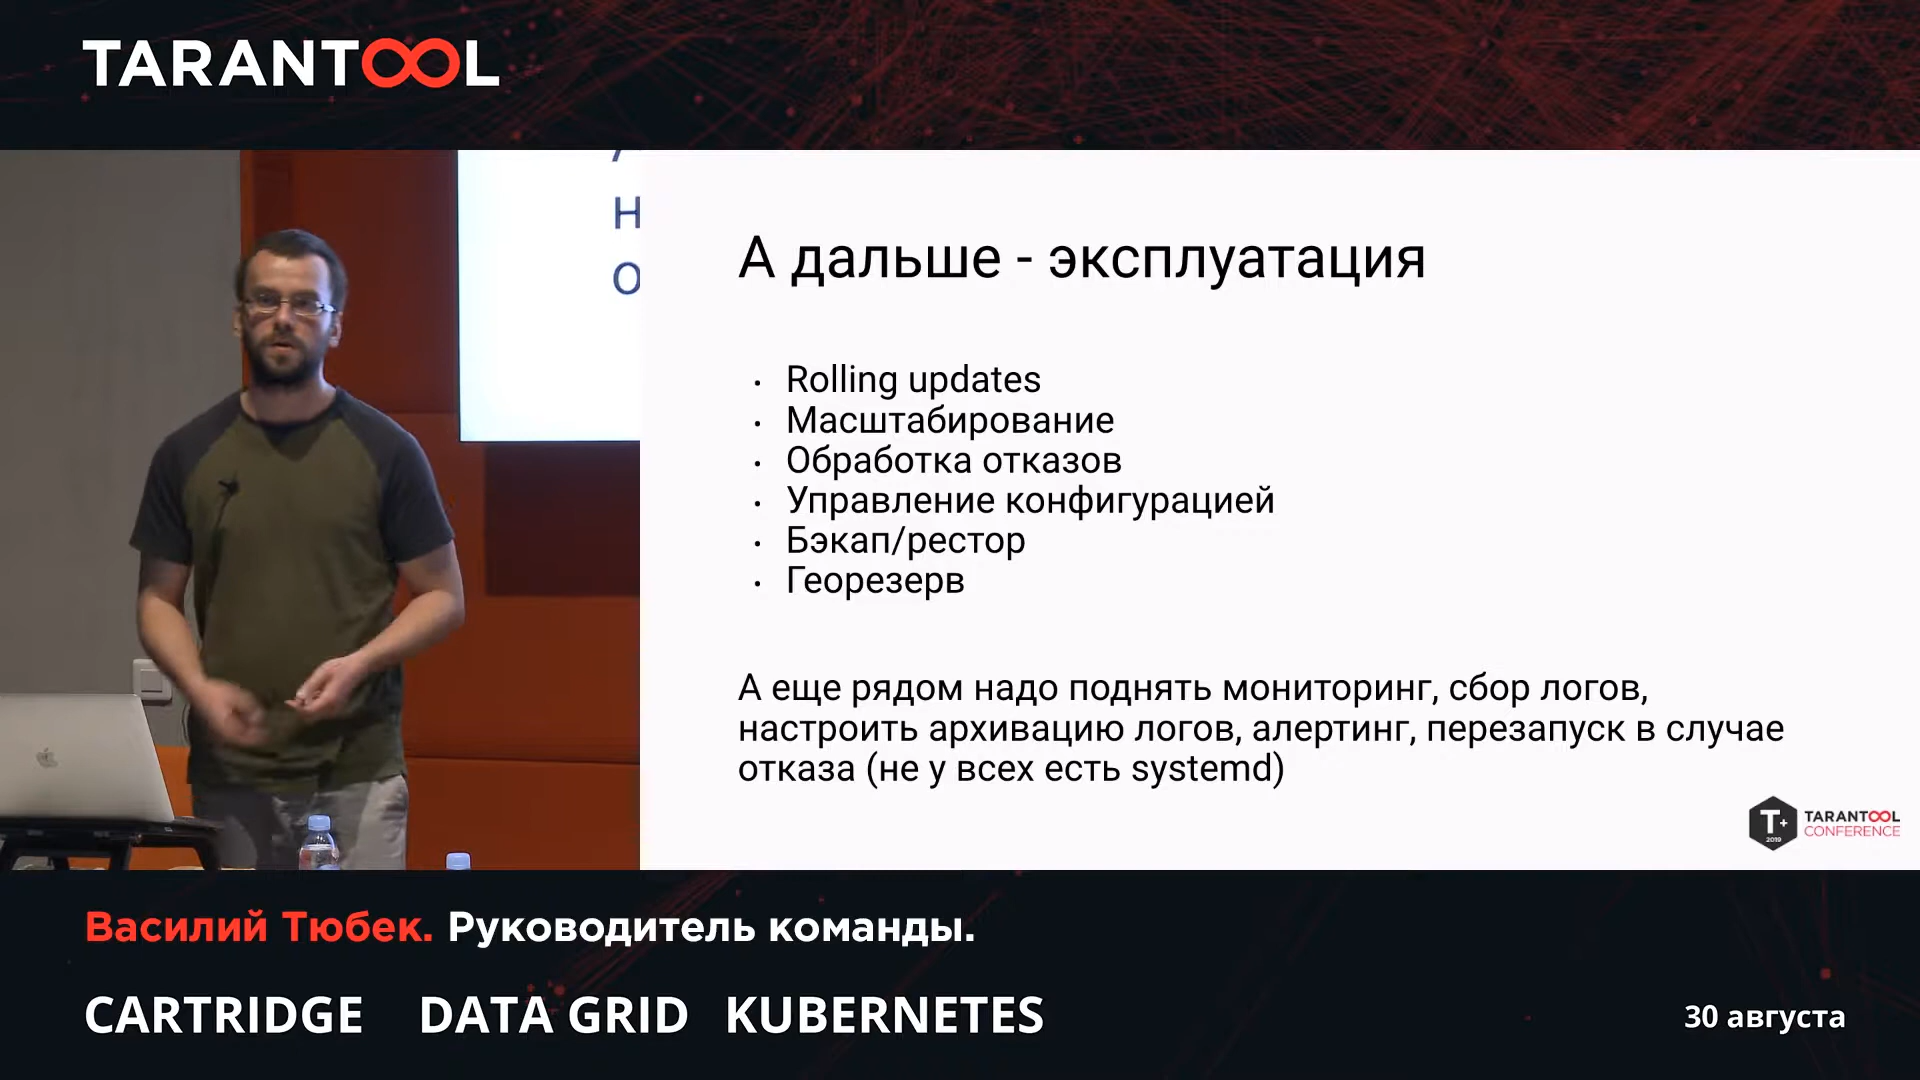 TARANTOOL
Н
О
А дальше - эксплуатация
· Rolling updates
· Масштабирование
· Обработка отказов
· Управление конфигурацией
· Бэкап/рестор
· Георезерв
А еще рядом надо поднять мониторинг, сбор логов,
настроить архивацию логов, алертинг, перезапуск в случае
отказа (не у всех есть systemd)
T+
2019
TARANTOOL
CONFERENCE
Василий Тюбек. Руководитель команды.
CARTRIDGE DATA GRID KUBERNETES
30 августа